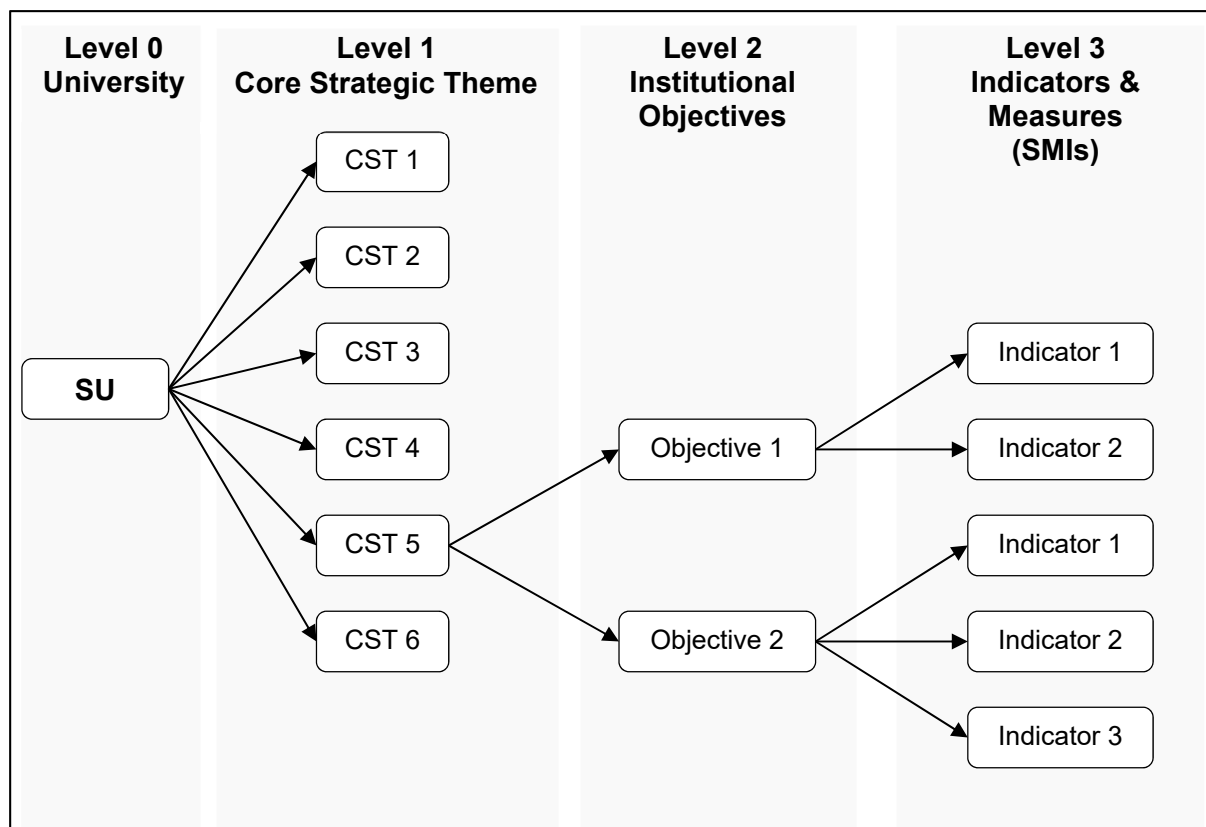 Level 0
University
Level 1
Core Strategic Theme
Level 2
Institutional
Objectives
Level 3
Indicators &
Measures
(SMIs)
SU
CST 1
CST 2
CST 3
CST 4
CST 5
CST 6
Objective 1
Objective 2
Indicator 1
Indicator 2
Indicator 1
Indicator 2
Indicator 3